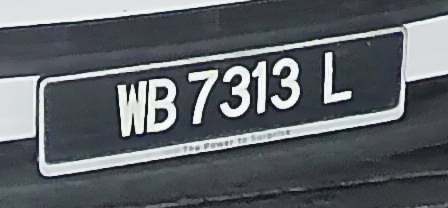 WB 7313 L
The Power to Surprise